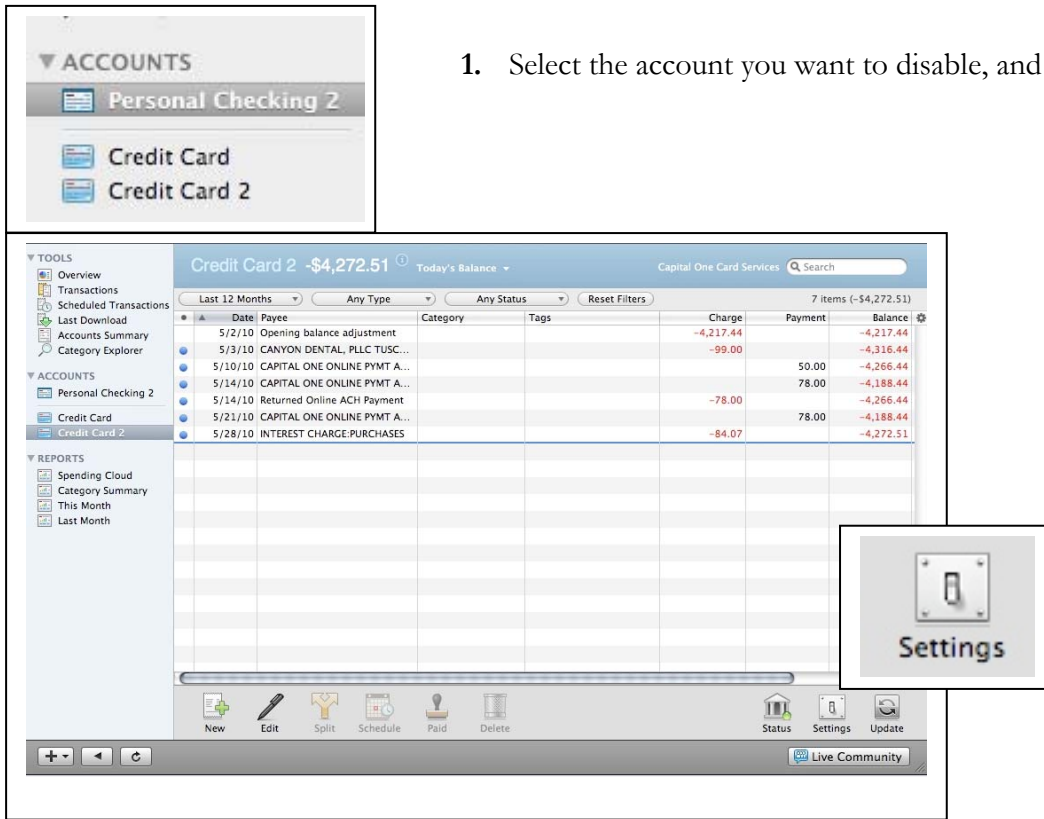 ACCOUNTS
Personal Checking 2
Credit Card
Credit Card 2
1. Select the account you want to disable, and
TOOLS
Overview
Transactions
Scheduled Transactions
Last Download
Accounts Summary
Category Explorer
ACCOUNTS
Personal Checking 2
Credit Card
Credit Card 2
REPORTS
Spending Cloud
Category Summary
This Month
Last Month
Credit Card 2 -$4,272.51 Today's Balance Capital One Card Services Search
Last 12 Months Any Type Any Status Reset Filters 7 items (-$4,272.51)
Date Payee Category Tags Charge Payment Balance
5/2/10 Opening balance adjustment -4,217.44 -4,217.44
5/3/10 CANYON DENTAL, PLLC TUSC... -99.00 -4,316.44
5/10/10 CAPITAL ONE ONLINE PYMT A... 50.00 -4,266.44
5/14/10 CAPITAL ONE ONLINE PYMT A... 78.00 -4,188.44
5/14/10 Returned Online ACH Payment -78.00 -4,266.44
5/21/10 CAPITAL ONE ONLINE PYMT A... 78.00 -4,188.44
5/28/10 INTEREST CHARGE:PURCHASES -84.07 -4,272.51
Settings
New Edit Split Schedule Paid Delete Status Settings Update
Live Community